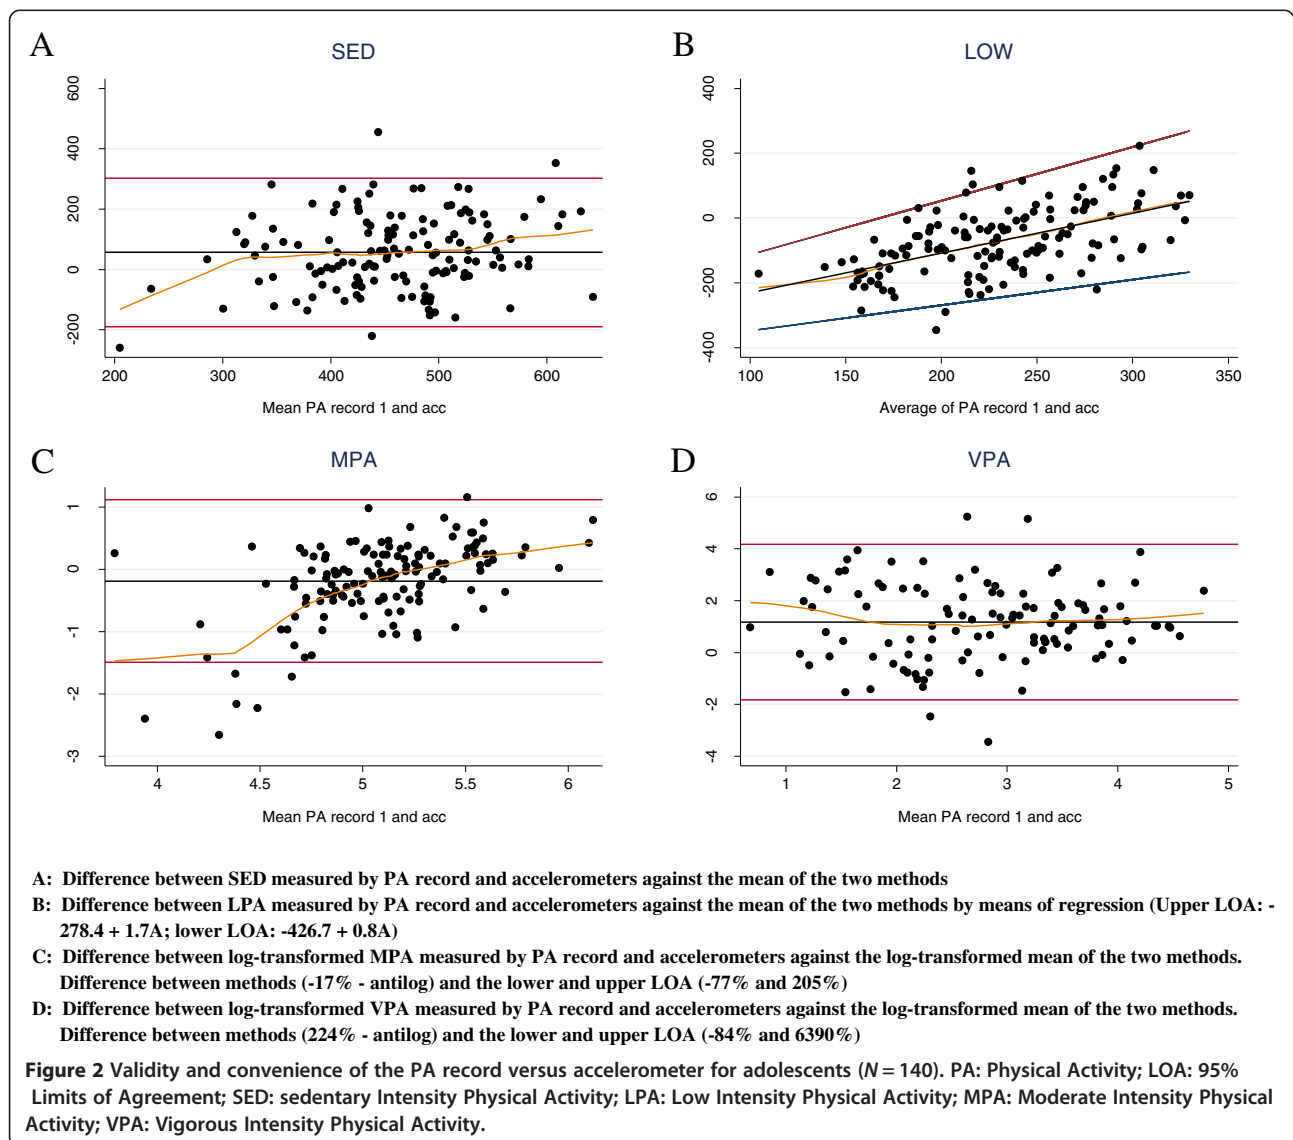 A
SED
600
400
200
0
200
200
300
400
500
600
Mean PA record 1 and acc
B
LOW
400
200
0
-200
-400
100
150
200
250
300
350
Average of PA record 1 and acc
C
MPA
1
0
-1
-2
-3
4
4.5
5
5.5
6
Mean PA record 1 and acc
D
VPA
6
4
2
0
-2
-4
1
2
3
4
5
Mean PA record 1 and acc
A: Difference between SED measured by PA record and accelerometers against the mean of the two methods
B: Difference between LPA measured by PA record and accelerometers against the mean of the two methods by means of regression (Upper LOA: -
278.4 + 1.7A; lower LOA: -426.7 + 0.8A)
C: Difference between log-transformed MPA measured by PA record and accelerometers against the log-transformed mean of the two methods.
Difference between methods (-17% - antilog) and the lower and upper LOA (-77% and 205%)
D: Difference between log-transformed VPA measured by PA record and accelerometers against the log-transformed mean of the two methods.
Difference between methods (224% - antilog) and the lower and upper LOA (-84% and 6390%)
Figure 2 Validity and convenience of the PA record versus accelerometer for adolescents (N = 140). PA: Physical Activity; LOA: 95%
Limits of Agreement; SED: sedentary Intensity Physical Activity; LPA: Low Intensity Physical Activity; MPA: Moderate Intensity Physical
Activity; VPA: Vigorous Intensity Physical Activity.